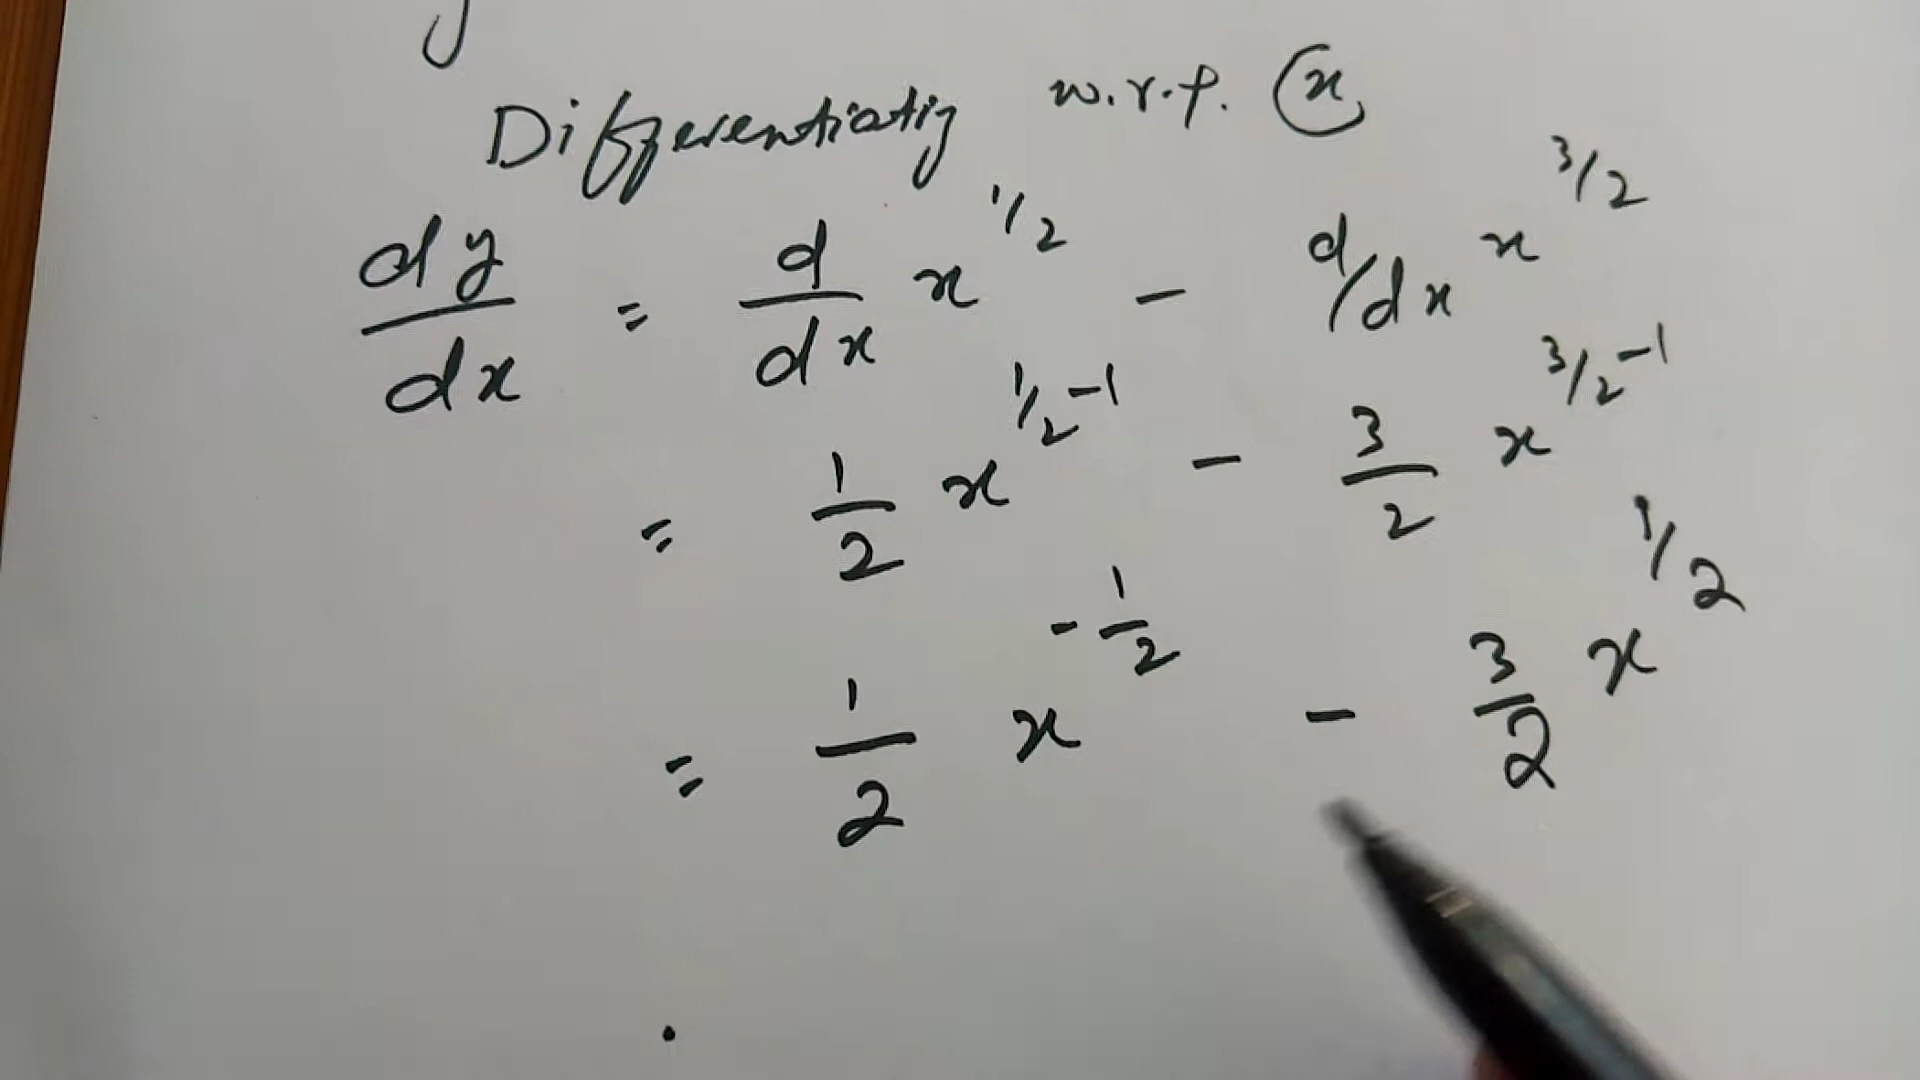 Differentiatig w.r.t. x
dy/dx = d/dx x^1/2 - d/dx x^3/2
= 1/2 x^1/2-1 - 3/2 x^3/2-1
= 1/2 x^-1/2 - 3/2 x^1/2